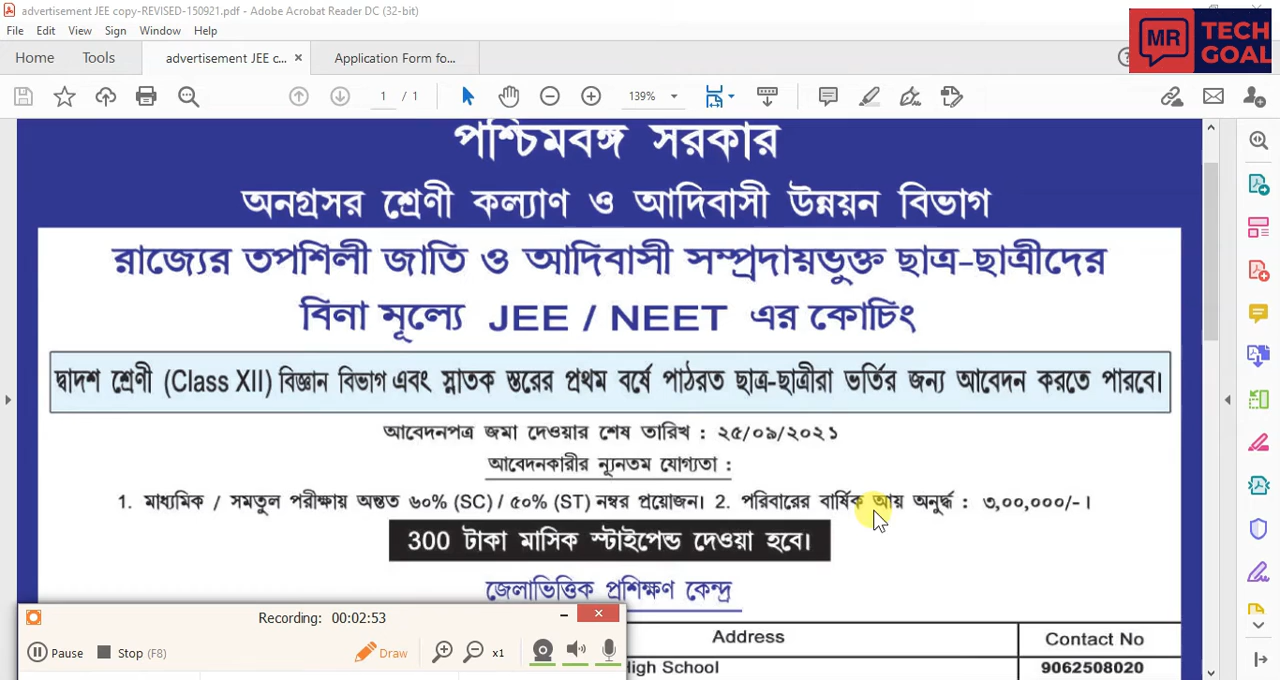 advertisement JEE copy-REVISED-150921.pdf - Adobe Acrobat Reader DC (32-bit)
File Edit View Sign Window Help
MR TECH GOAL
Home Tools advertisement JEE c... × Application Form fo...
1 / 1 139%
পশ্চিমবঙ্গ সরকার
অনগ্রসর শ্রেণী কল্যাণ ও আদিবাসী উন্নয়ন বিভাগ
রাজ্যের তপশিলী জাতি ও আদিবাসী সম্প্রদায়ভুক্ত ছাত্র-ছাত্রীদের
বিনা মূল্যে JEE / NEET এর কোচিং
দ্বাদশ শ্রেণী (Class XII) বিজ্ঞান বিভাগ এবং স্নাতক স্তরের প্রথম বর্ষে পাঠরত ছাত্র-ছাত্রীরা ভর্তির জন্য আবেদন করতে পারবে।
আবেদনপত্র জমা দেওয়ার শেষ তারিখ : ২৫/০৯/২০২১
আবেদনকারীর ন্যূনতম যোগ্যতা :
1. মাধ্যমিক / সমতুল পরীক্ষায় অন্তত ৬০% (SC) / ৫০% (ST) নম্বর প্রয়োজন। 2. পরিবারের বার্ষিক আয় অনুর্দ্ধ : ৩,০০,০০০/-।
300 টাকা মাসিক স্টাইপেন্ড দেওয়া হবে।
জেলাভিত্তিক প্রশিক্ষণ কেন্দ্র
Address Contact No
High School 9062508020
Recording: 00:02:53
Pause Stop (F8) Draw x1